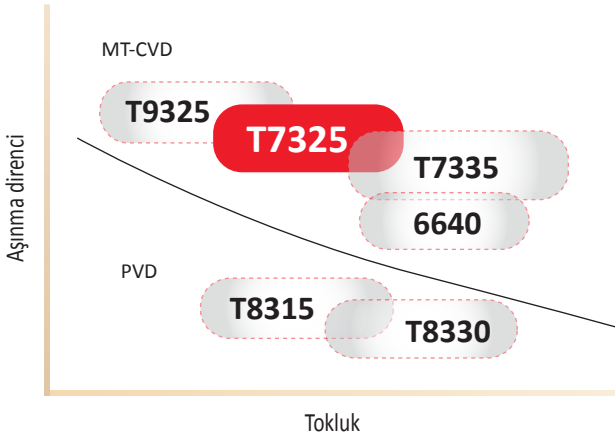 MT-CVD
T9325
T7325
T7335
6640
PVD
T8315
T8330
Aşınma direnci
Tokluk